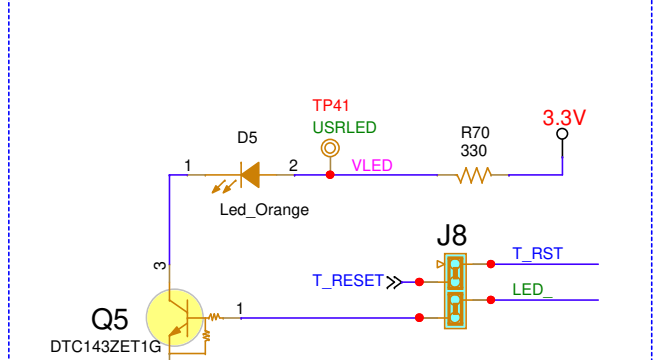 TP41
USRLED
D5
R70
330
3.3V
1
2
VLED
Led_Orange
J8
3
T_RST
T_RESET
LED_
Q5
1
DTC143ZET1G